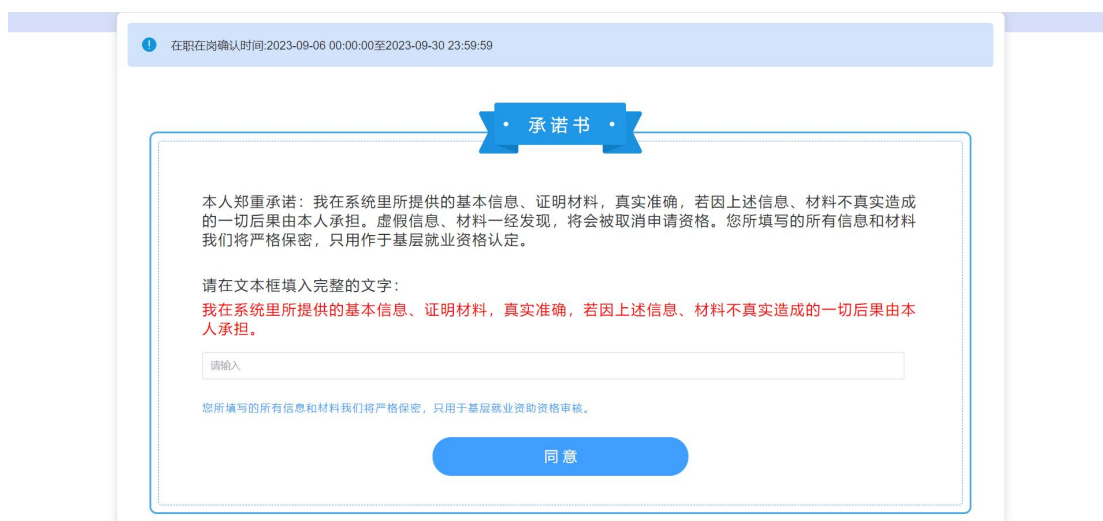 在职在岗确认时间:2023-09-06 00:00:00至2023-09-30 23:59:59
· 承诺书 ·
本人郑重承诺：我在系统里所提供的基本信息、证明材料，真实准确，若因上述信息、材料不真实造成
的一切后果由本人承担。虚假信息、材料一经发现，将会被取消申请资格。您所填写的所有信息和材料
我们将严格保密，只用作于基层就业资格认定。
请在文本框填入完整的文字：
我在系统里所提供的基本信息、证明材料，真实准确，若因上述信息、材料不真实造成的一切后果由本
人承担。
请输入
您所填写的所有信息和材料我们将严格保密，只用于基层就业资助资格审核。
同意